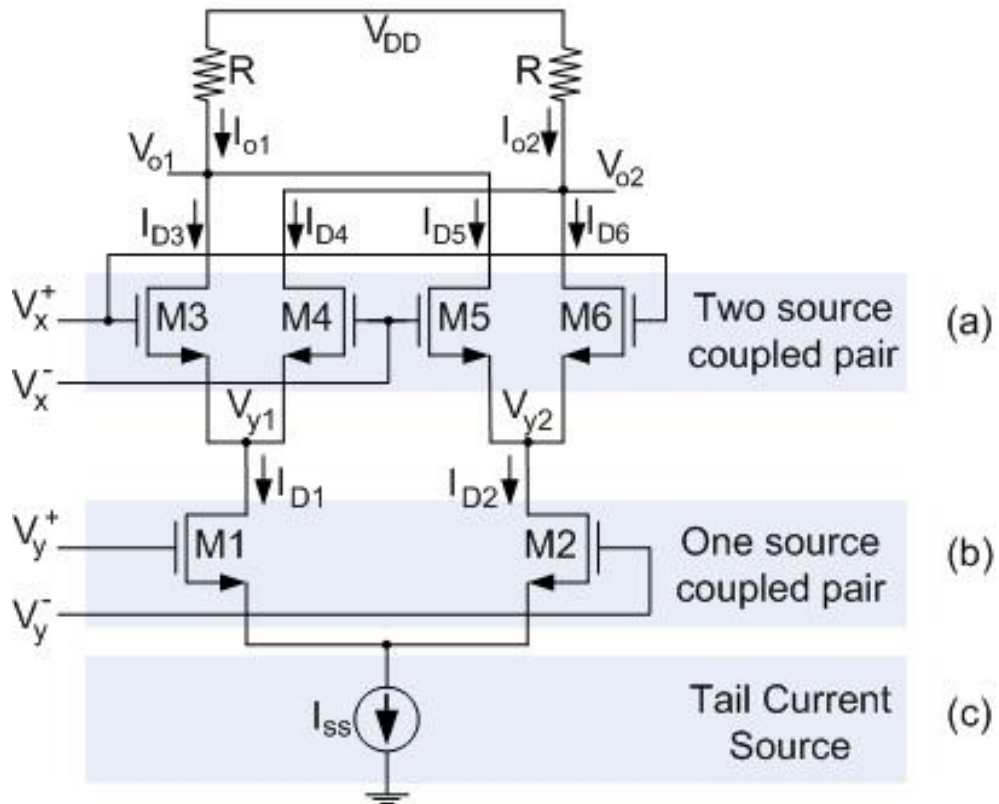 V_DD
R R
I_o1 I_o2
V_o1 V_o2
I_D3 I_D4 I_D5 I_D6
V_x^+ M3 M4 M5 M6 Two source (a)
coupled pair
V_x^-
V_y1 V_y2
I_D1 I_D2
V_y^+ M1 M2 One source (b)
coupled pair
V_y^-
I_SS Tail Current (c)
Source